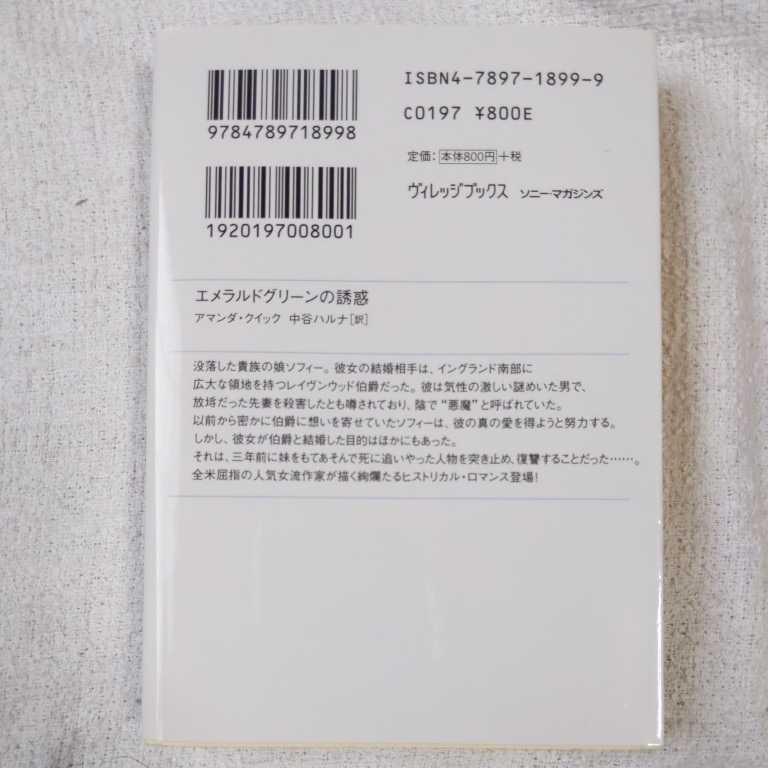 ISBN4-7897-1899-9
C0197 ¥800E
9784789718998
定価:本体800円+税
ヴィレッジブックス ソニー・マガジンズ
1920197008001
エメラルドグリーンの誘惑
アマンダ・クイック 中谷ハルナ[訳]
没落した貴族の娘ソフィー。彼女の結婚相手は、イングランド南部に
広大な領地を持つレイヴンウッド伯爵だった。彼は気性の激しい謎めいた男で、
放埒だった先妻を殺害したとも噂されており、陰で“悪魔”と呼ばれていた。
以前から密かに伯爵に想いを寄せていたソフィーは、彼の真の愛を得ようと努力する。
しかし、彼女が伯爵と結婚した目的はほかにもあった。
それは、三年前に妹をもてあそんで死に追いやった人物を突き止め、復讐することだった……。
全米屈指の人気女流作家が描く絢爛たるヒストリカル・ロマンス登場!